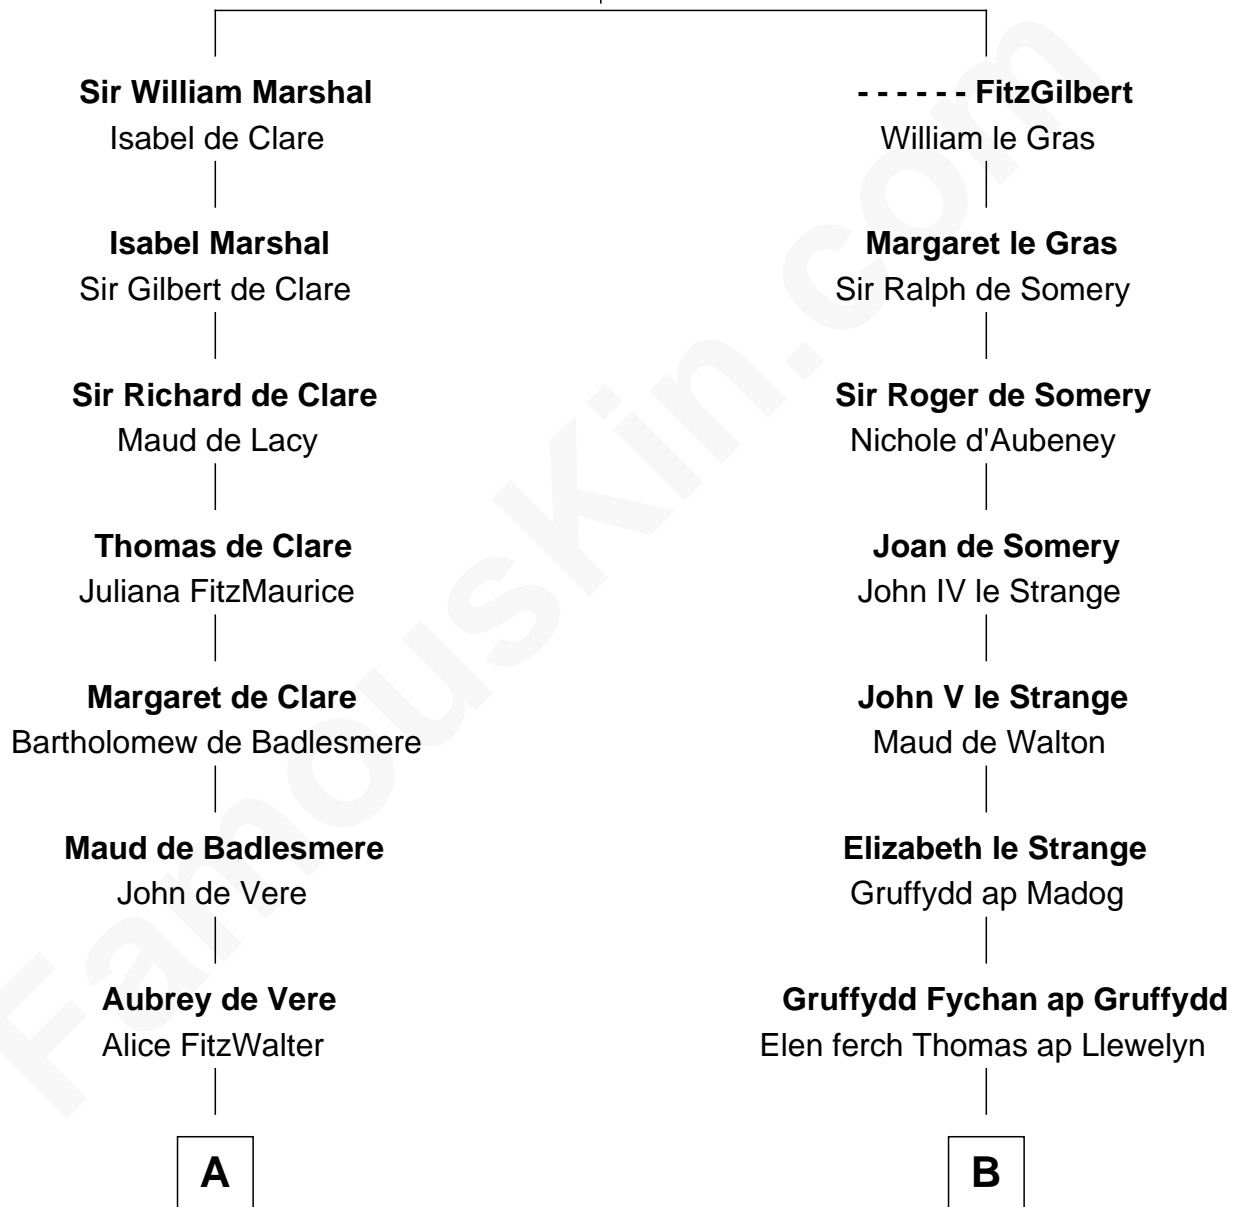 Sir William Marshal
Isabel de Clare
Isabel Marshal
Sir Gilbert de Clare
Sir Richard de Clare
Maud de Lacy
Thomas de Clare
Juliana FitzMaurice
Margaret de Clare
Bartholomew de Badlesmere
Maud de Badlesmere
John de Vere
Aubrey de Vere
Alice FitzWalter
A
- - - - - - FitzGilbert
William le Gras
Margaret le Gras
Sir Ralph de Somery
Sir Roger de Somery
Nichole d'Aubeney
Joan de Somery
John IV le Strange
John V le Strange
Maud de Walton
Elizabeth le Strange
Gruffydd ap Madog
Gruffydd Fychan ap Gruffydd
Elen ferch Thomas ap Llewelyn
B
FamousKin.com